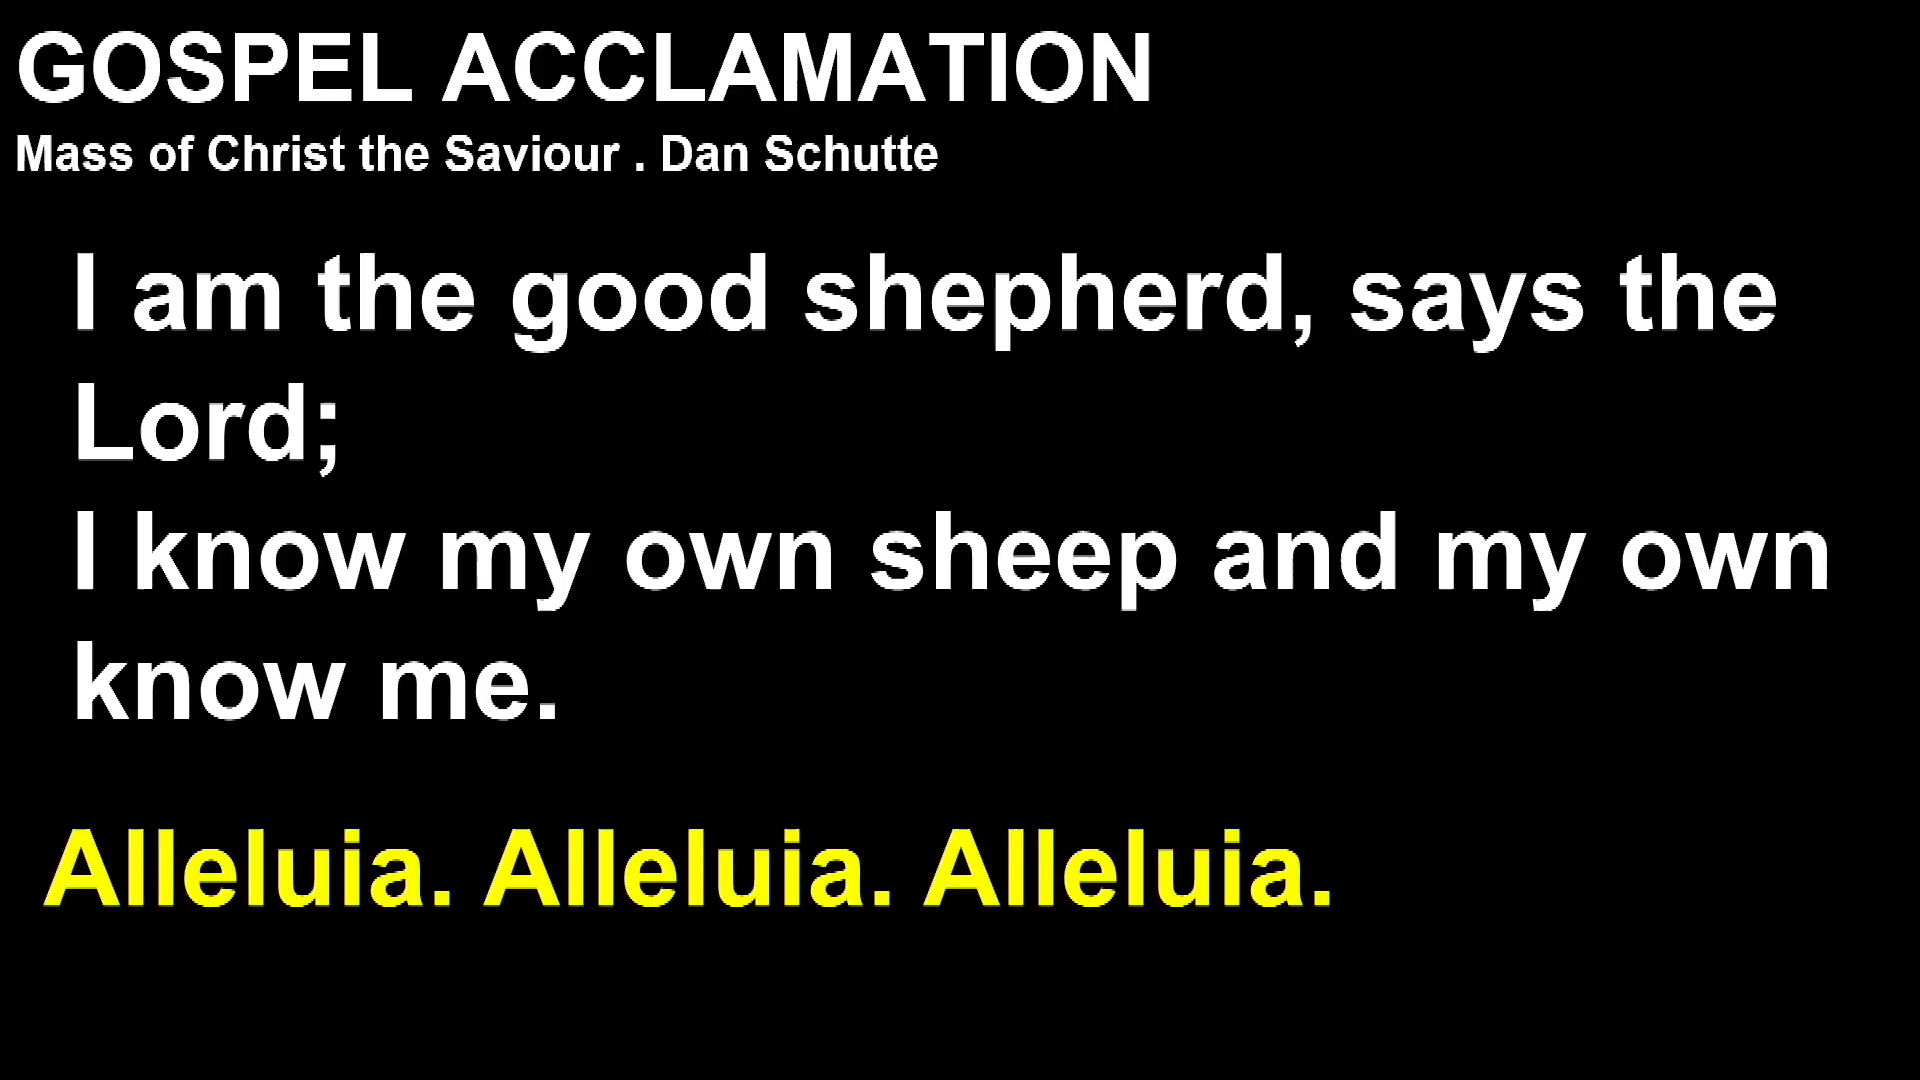 GOSPEL ACCLAMATION
Mass of Christ the Saviour . Dan Schutte
I am the good shepherd, says the
Lord;
I know my own sheep and my own
know me.
Alleluia. Alleluia. Alleluia.